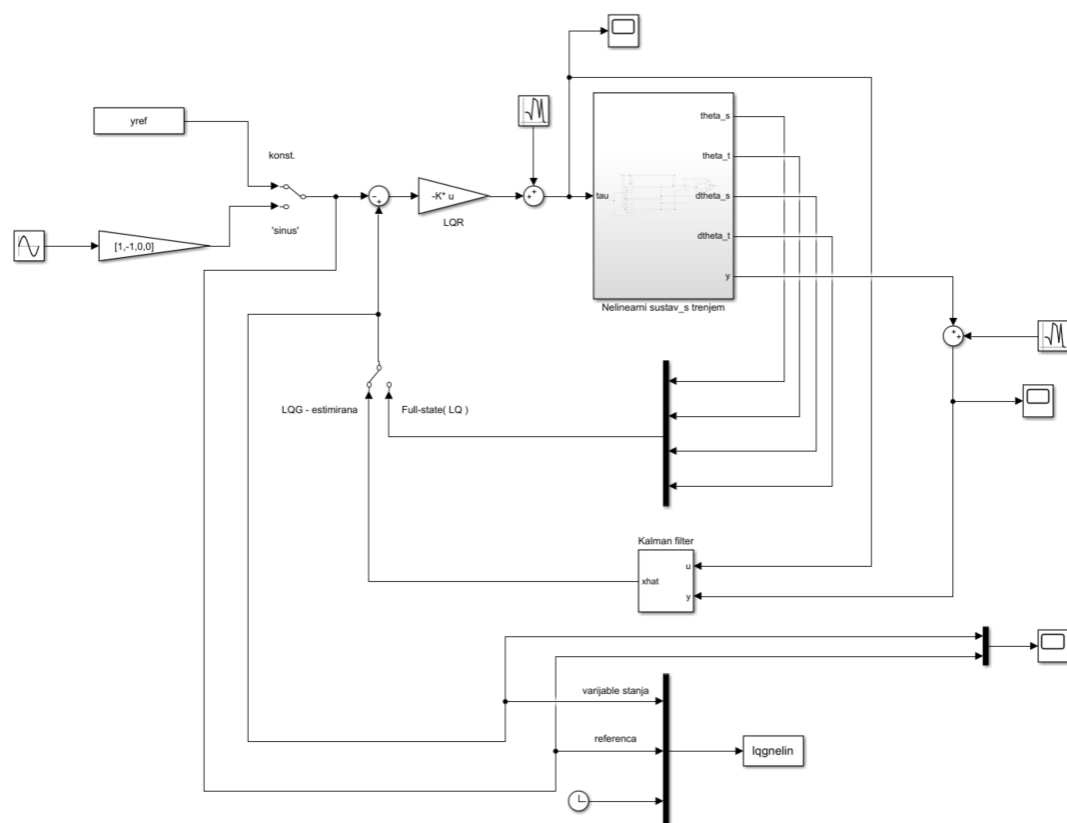 yref
konst.
'sinus'
[1,-1,0,0]
-K* u
LQR
tau
theta_s
theta_t
dtheta_s
dtheta_t
y
Nelinearni sustav_s trenjem
LQG - estimirana
Full-state( LQ )
Kalman filter
u
xhat
y
varijable stanja
referenca
lqgnelin